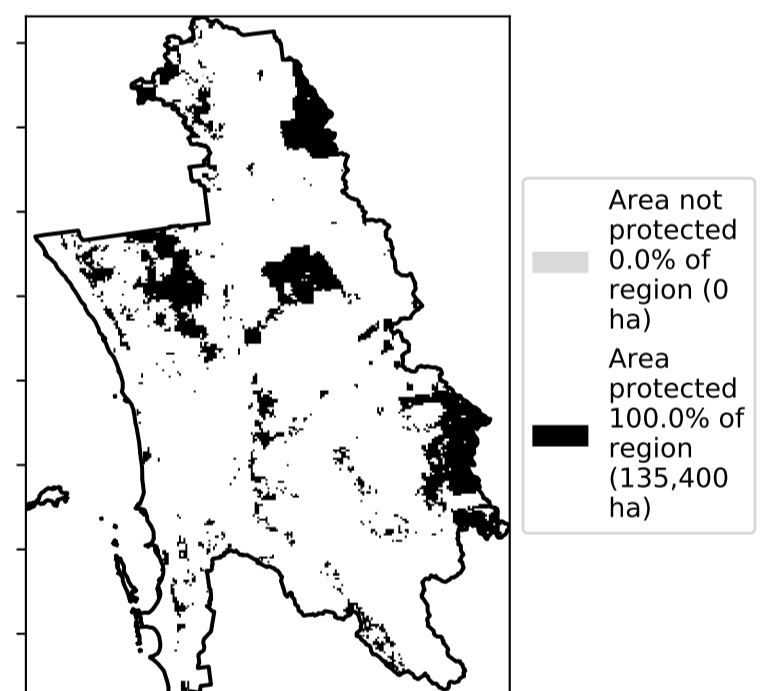 Area not
protected
0.0% of
region (0
ha)
Area
protected
100.0% of
region
(135,400
ha)